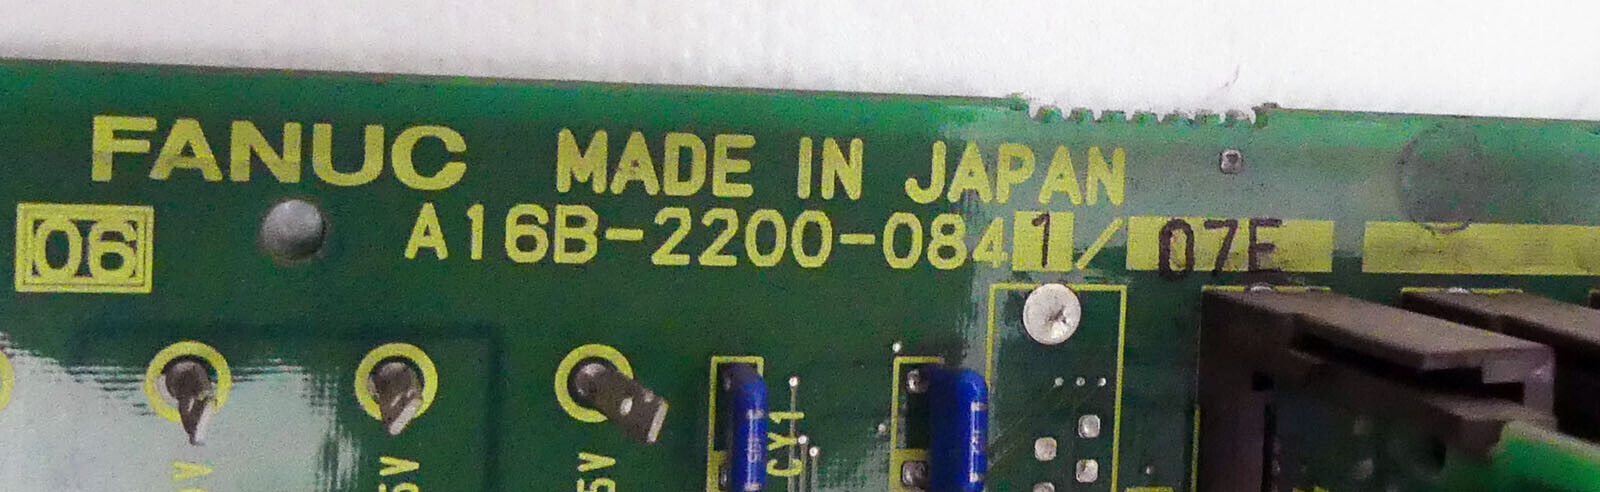 FANUC MADE IN JAPAN
06
A16B-2200-0841/07E
CY1
5V
5V